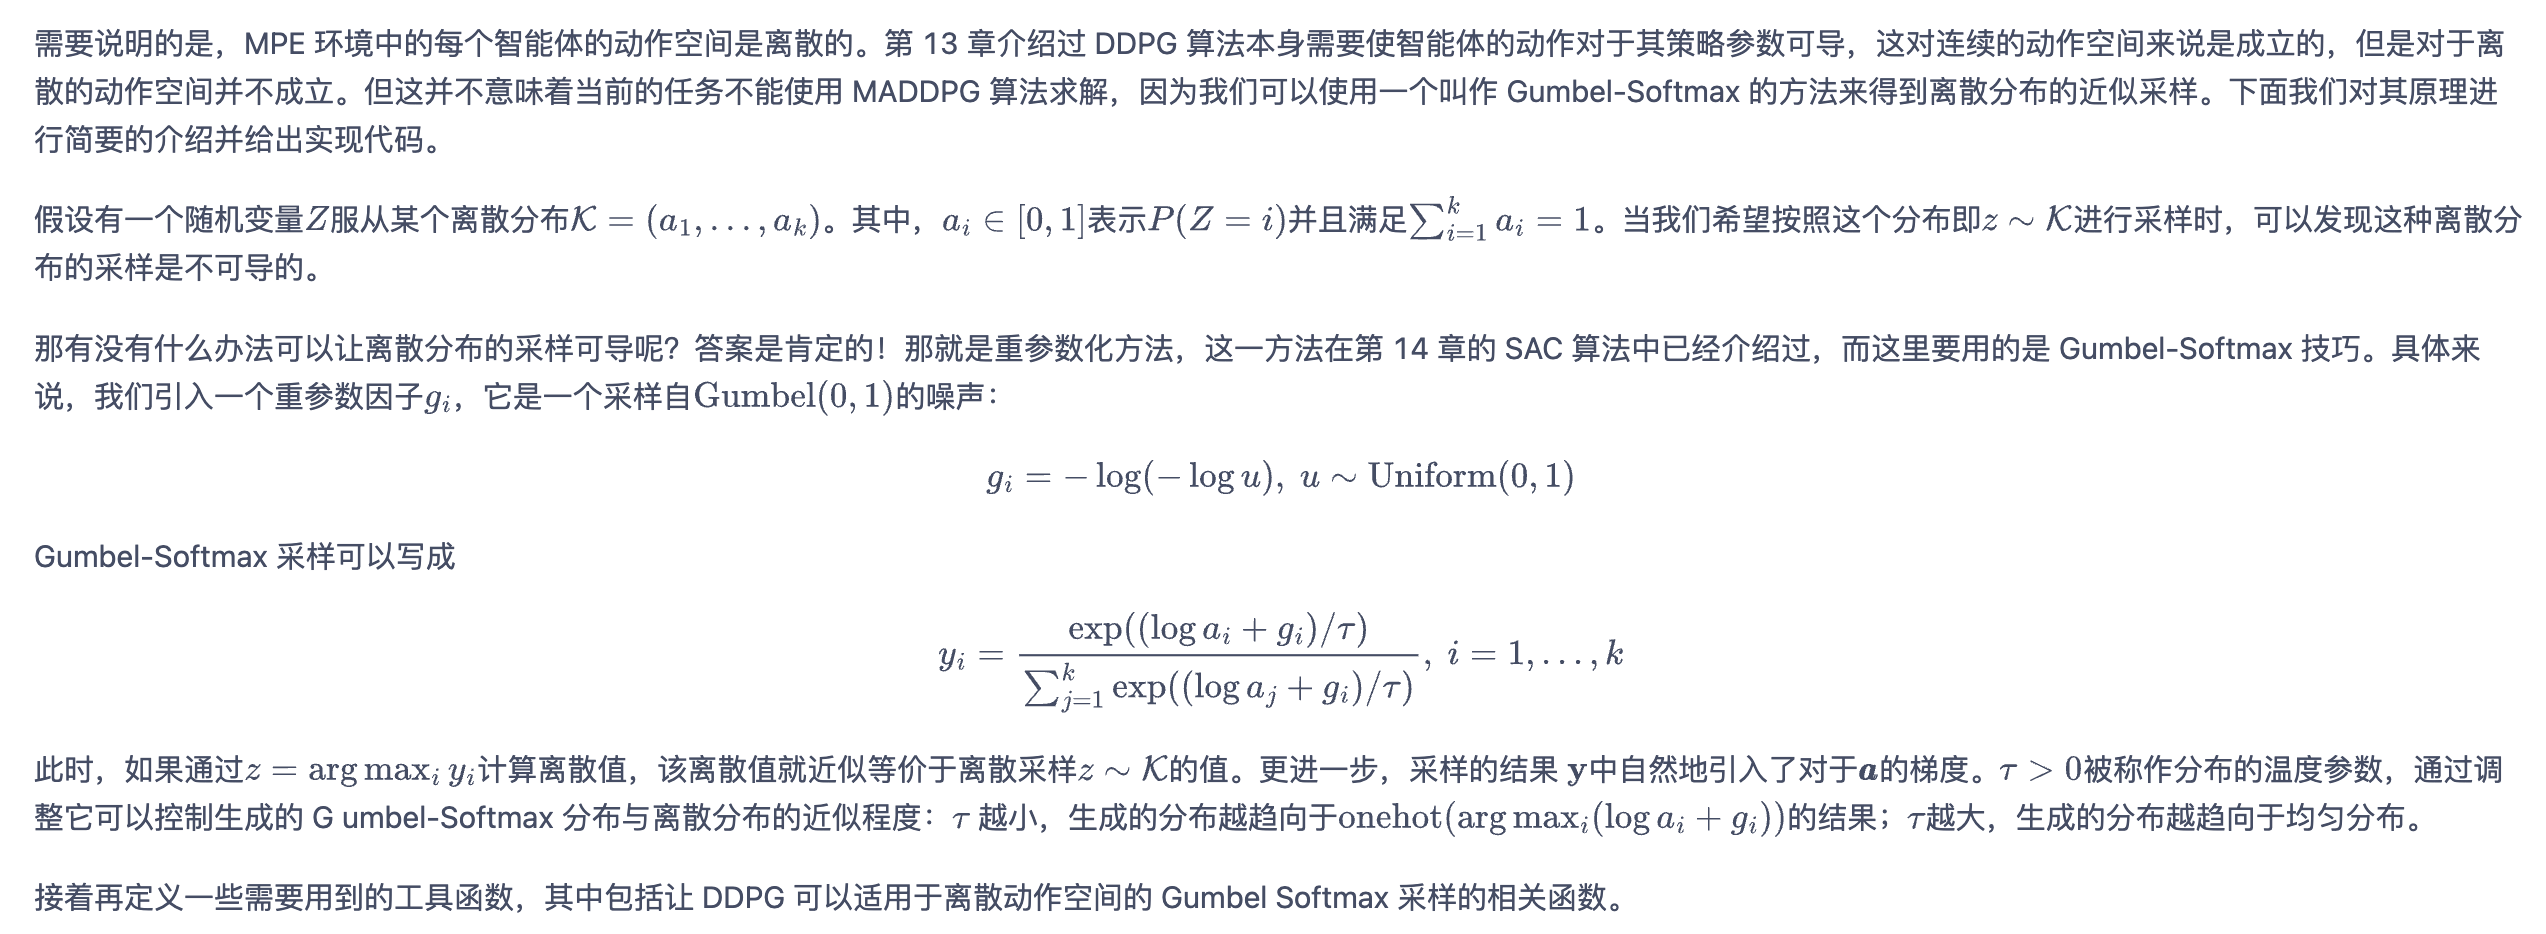 需要说明的是，MPE 环境中的每个智能体的动作空间是离散的。第 13 章介绍过 DDPG 算法本身需要使智能体的动作对于其策略参数可导，这对连续的动作空间来说是成立的，但是对于离
散的动作空间并不成立。但这并不意味着当前的任务不能使用 MADDPG 算法求解，因为我们可以使用一个叫作 Gumbel-Softmax 的方法来得到离散分布的近似采样。下面我们对其原理进
行简要的介绍并给出实现代码。
假设有一个随机变量$Z$服从某个离散分布$\mathcal{K} = (a_1, \ldots, a_k)$。其中，$a_i \in [0, 1]$表示$P(Z = i)$并且满足$\sum_{i=1}^{k} a_i = 1$。当我们希望按照这个分布即$z \sim \mathcal{K}$进行采样时，可以发现这种离散分
布的采样是不可导的。
那有没有什么办法可以让离散分布的采样可导呢？答案是肯定的！那就是重参数化方法，这一方法在第 14 章的 SAC 算法中已经介绍过，而这里要用的是 Gumbel-Softmax 技巧。具体来
说，我们引入一个重参数因子$g_i$，它是一个采样自$\mathrm{Gumbel}(0, 1)$的噪声：
$g_i = -\log(-\log u), \; u \sim \mathrm{Uniform}(0, 1)$
Gumbel-Softmax 采样可以写成
$y_i = \frac{\exp((\log a_i + g_i)/\tau)}{\sum_{j=1}^{k} \exp((\log a_j + g_i)/\tau)}, \; i = 1, \ldots, k$
此时，如果通过$z = \arg\max_i y_i$计算离散值，该离散值就近似等价于离散采样$z \sim \mathcal{K}$的值。更进一步，采样的结果 $\mathbf{y}$中自然地引入了对于$\boldsymbol{a}$的梯度。$\tau > 0$被称作分布的温度参数，通过调
整它可以控制生成的 G umbel-Softmax 分布与离散分布的近似程度：$\tau$ 越小，生成的分布越趋向于$\mathrm{onehot}(\arg\max_i(\log a_i + g_i))$的结果；$\tau$越大，生成的分布越趋向于均匀分布。
接着再定义一些需要用到的工具函数，其中包括让 DDPG 可以适用于离散动作空间的 Gumbel Softmax 采样的相关函数。